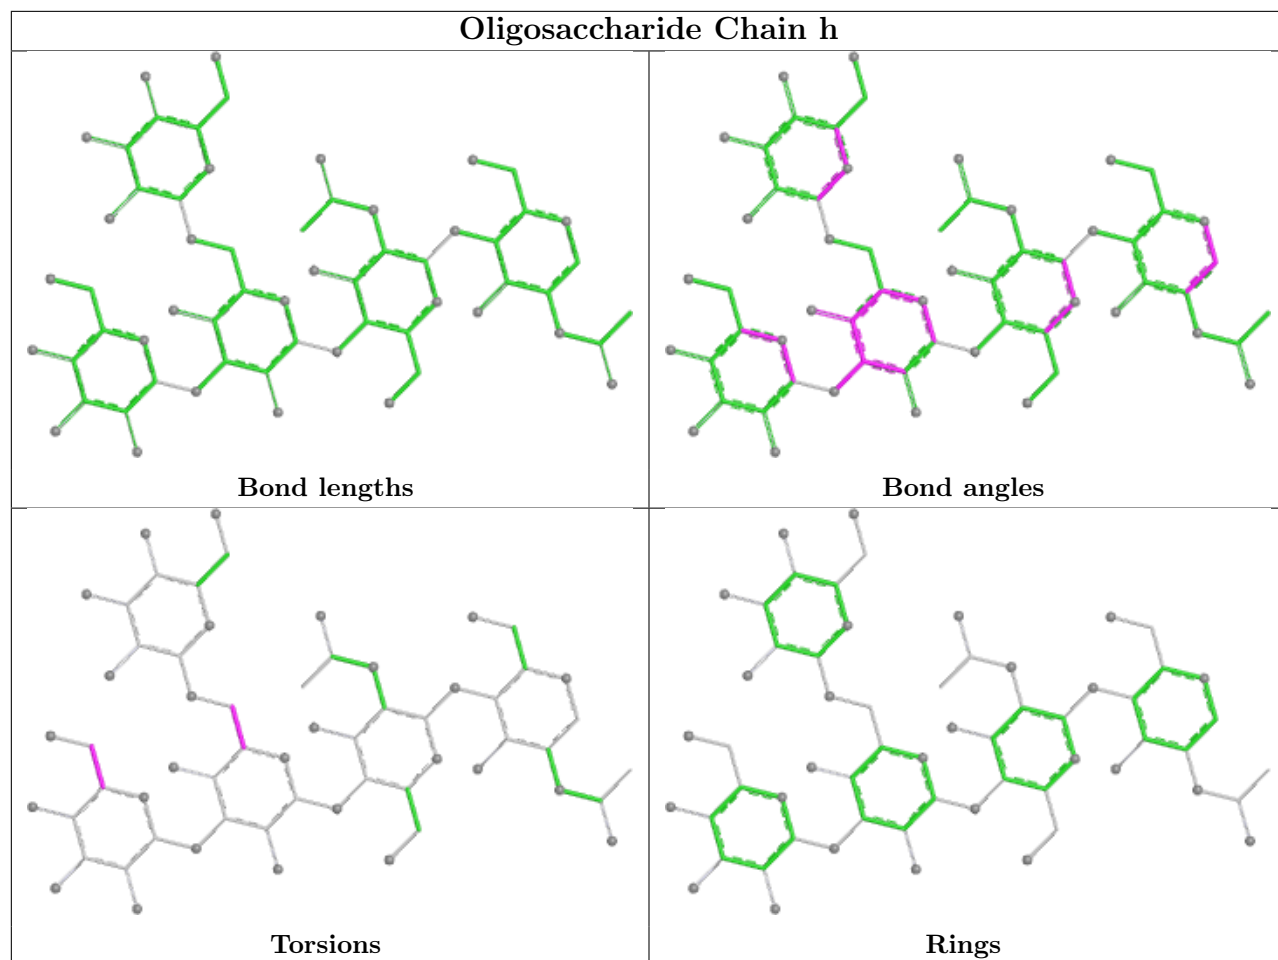 Oligosaccharide Chain h
Bond lengths
Bond angles
Torsions
Rings